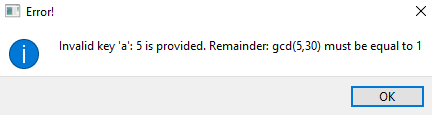 Error!
Invalid key 'a': 5 is provided. Remainder: gcd(5,30) must be equal to 1
OK